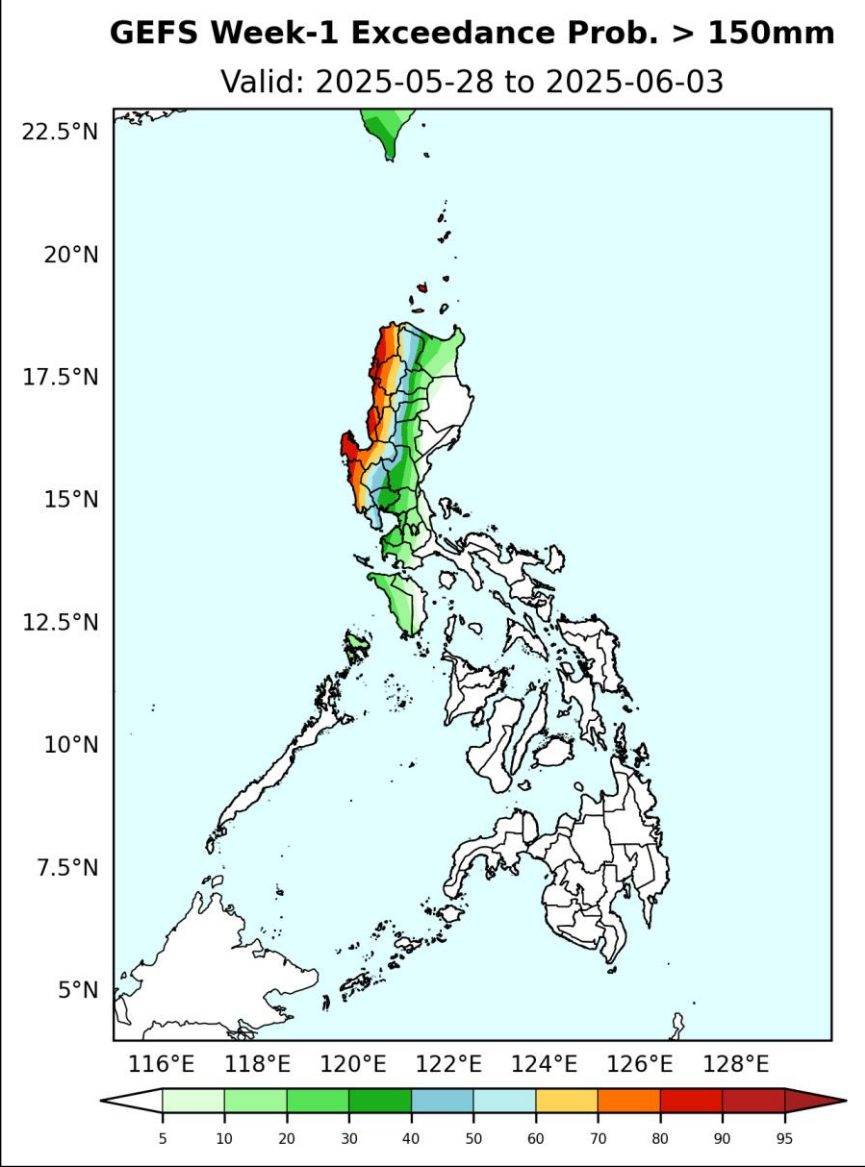 GEFS Week-1 Exceedance Prob. > 150mm
Valid: 2025-05-28 to 2025-06-03
22.5°N
20°N
17.5°N
15°N
12.5°N
10°N
7.5°N
5°N
116°E 118°E 120°E 122°E 124°E 126°E 128°E
5 10 20 30 40 50 60 70 80 90 95